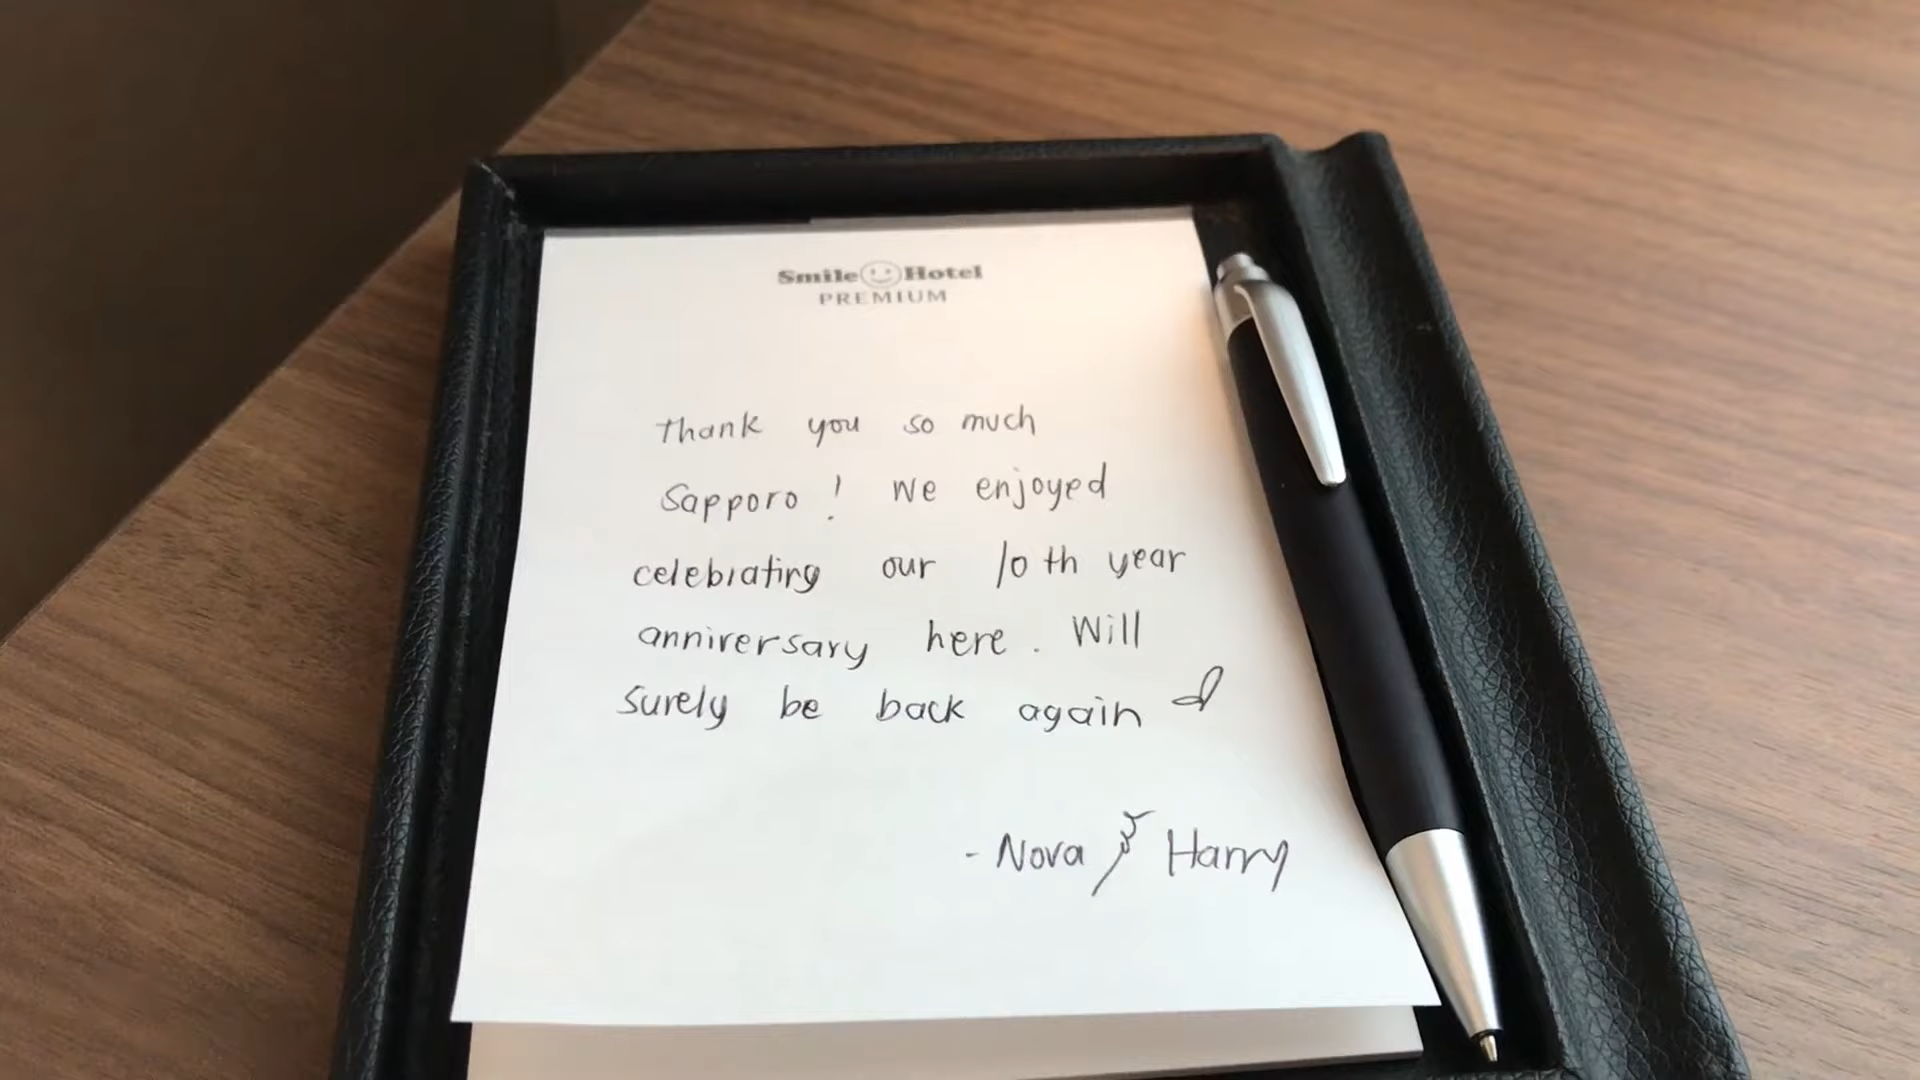 Smile Hotel
PREMIUM
Thank you so much
Sapporo! We enjoyed
celebrating our 10th year
anniversary here. Will
surely be back again
- Nova & Harry